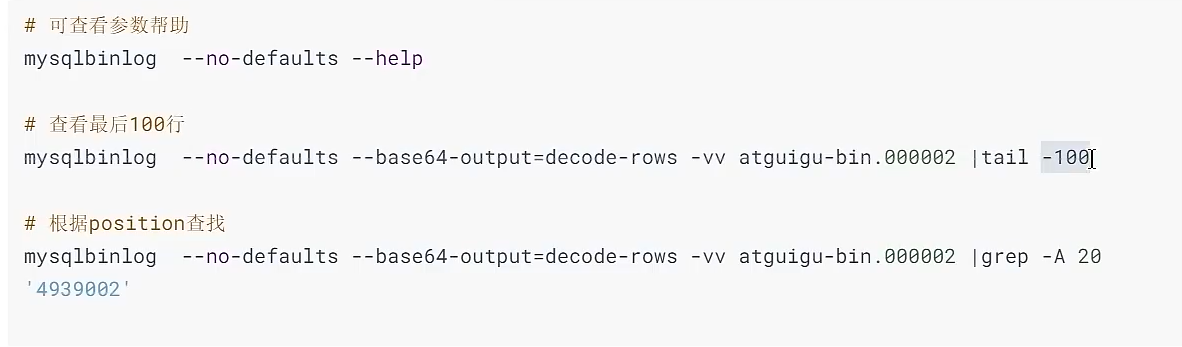 # 可查看参数帮助
mysqlbinlog  --no-defaults --help
# 查看最后100行
mysqlbinlog  --no-defaults --base64-output=decode-rows -vv atguigu-bin.000002 |tail -100
# 根据position查找
mysqlbinlog  --no-defaults --base64-output=decode-rows -vv atguigu-bin.000002 |grep -A 20
'4939002'